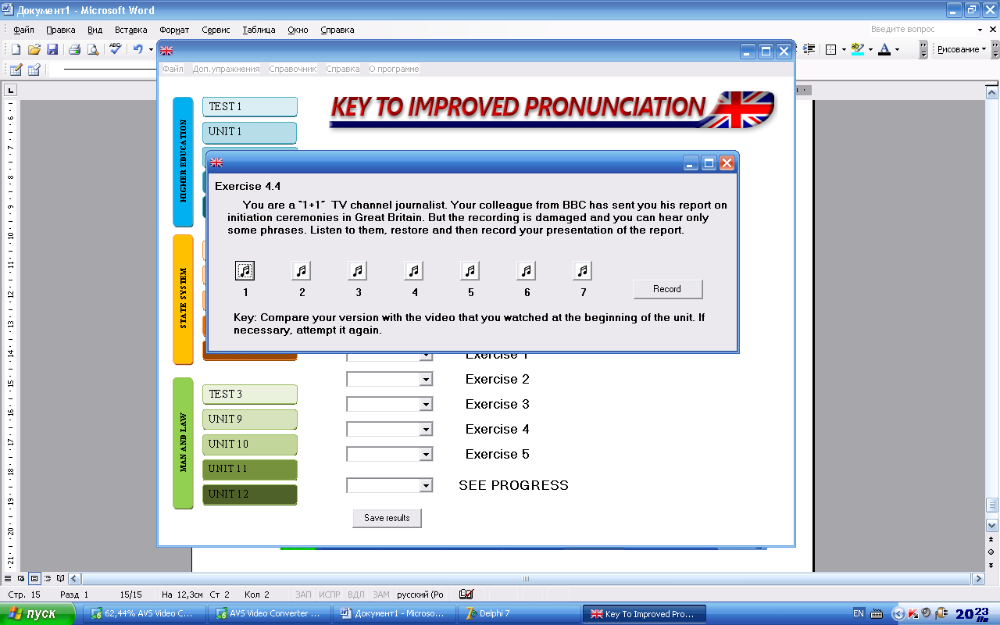 Документ1 - Microsoft Word
Файл Правка Вид Вставка Формат Сервис Таблица Окно Справка
Введите вопрос
Рисование
Файл Доп.упражнения Справочник Справка О программе
KEY TO IMPROVED PRONUNCIATION
HIGHER EDUCATION
TEST 1
UNIT 1
Exercise 4.4
You are a "1+1" TV channel journalist. Your colleague from BBC has sent you his report on
initiation ceremonies in Great Britain. But the recording is damaged and you can hear only
some phrases. Listen to them, restore and then record your presentation of the report.
1 2 3 4 5 6 7
Record
Key: Compare your version with the video that you watched at the beginning of the unit. If
necessary, attempt it again.
STATE SYSTEM
Exercise 1
Exercise 2
Exercise 3
Exercise 4
Exercise 5
SEE PROGRESS
Save results
MAN AND LAW
TEST 3
UNIT 9
UNIT 10
UNIT 11
UNIT 12
Стр. 15 Разд 1 15/15 На 12,3см Ст 2 Кол 2 ЗАП ИСПР ВДЛ ЗАМ русский (Ро
пуск
62,44% AVS Video C...
AVS Video Converter ...
Документ1 - Microso...
Delphi 7
Key To Improved Pro...
EN
20 23
Пн